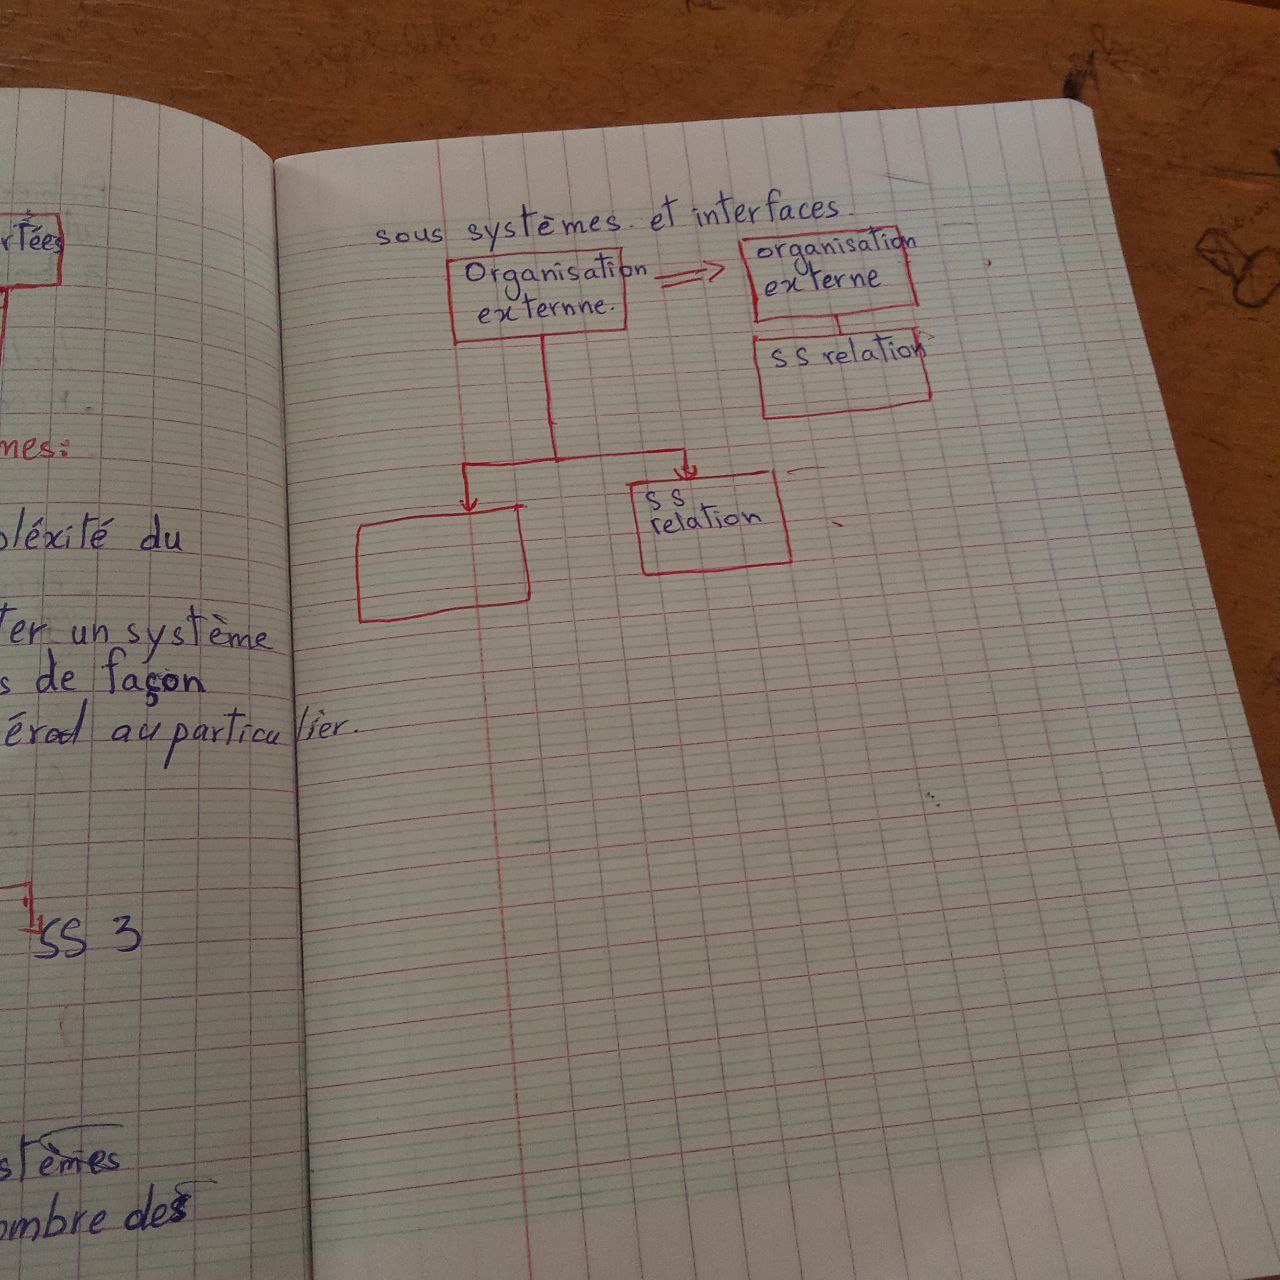 rtées
mes:
pléxité du
ter un système
s de façon
érad au particulier.
SS 3
stèmes
ombre des
sous systèmes. et interfaces.
Organisation
externne.
organisation
externe
SS relation
SS
relation